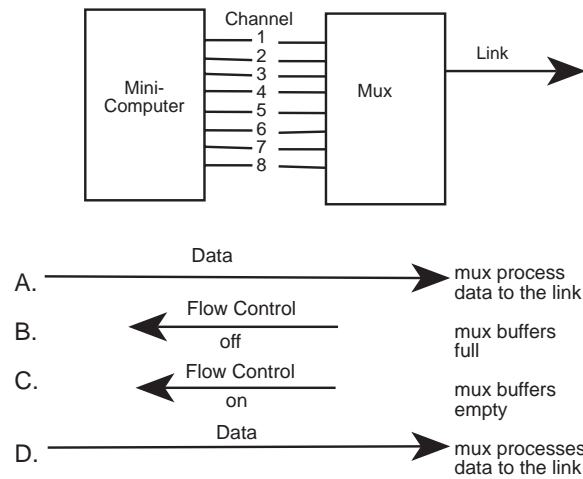 Channel
1
2
3
4
5
6
7
8
Mini-
Computer
Mux
Link
Data
A.
mux process
data to the link
Flow Control
B.
off
mux buffers
full
Flow Control
C.
on
mux buffers
empty
Data
D.
mux processes
data to the link